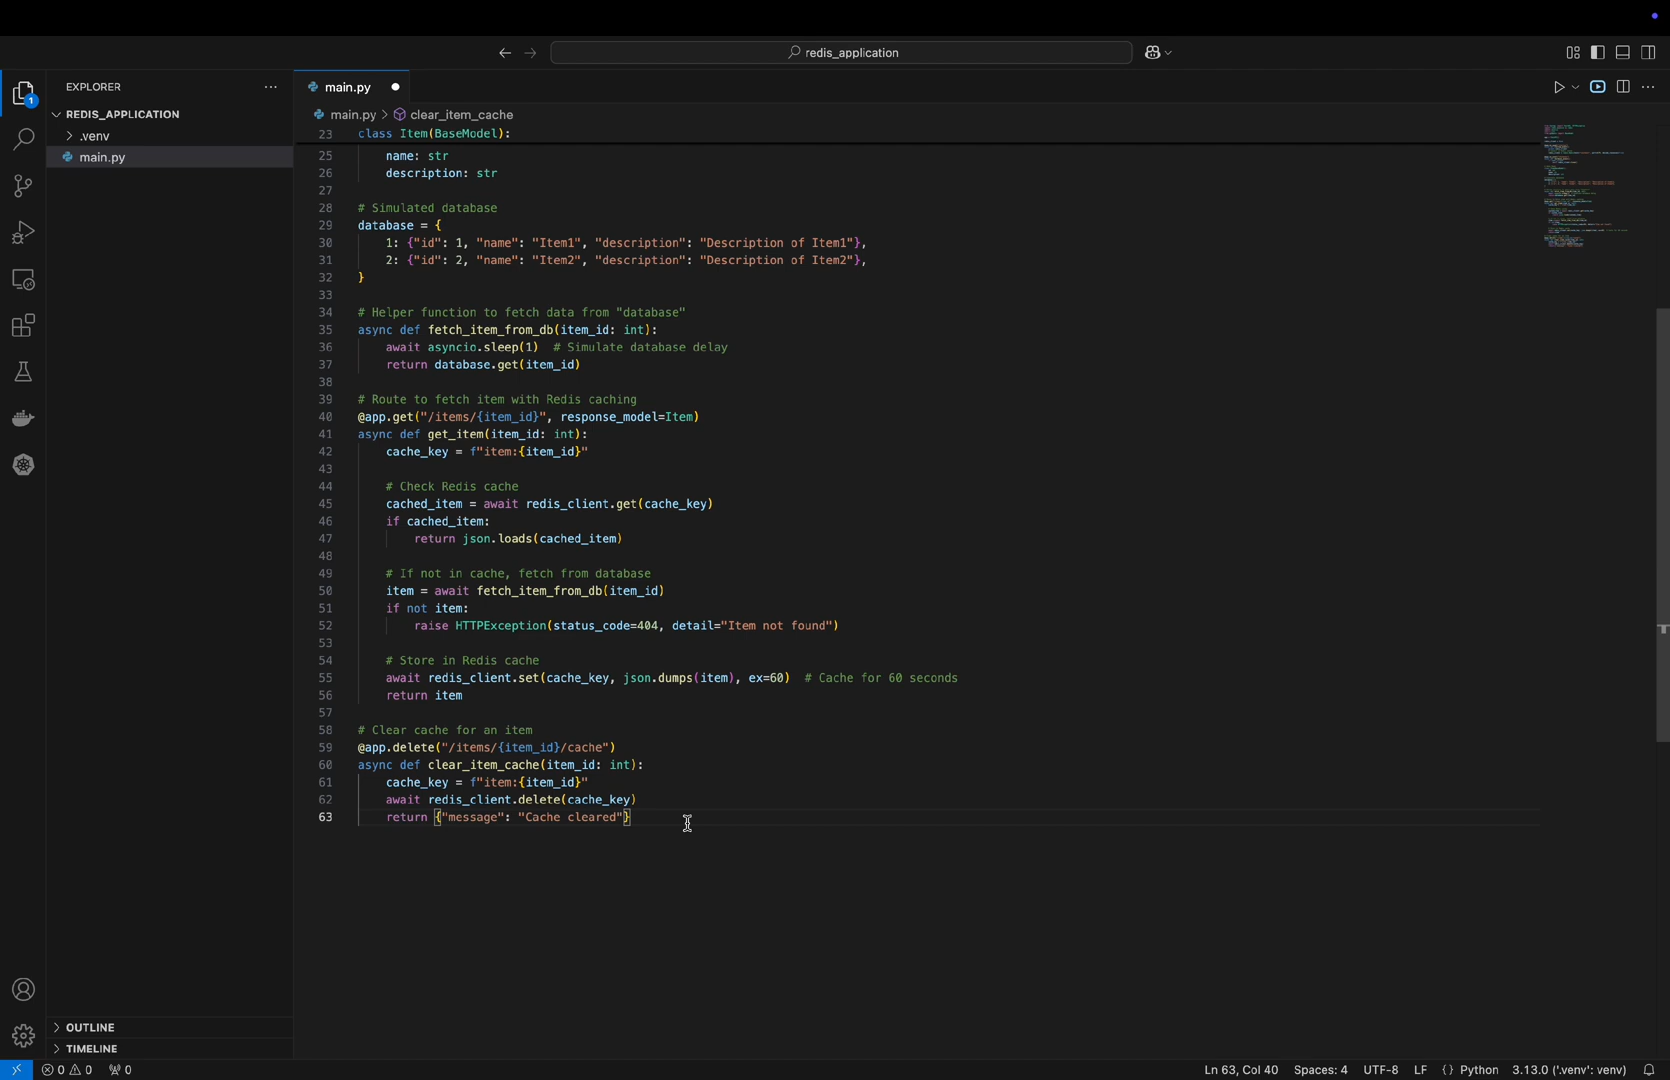 redis_application
EXPLORER
REDIS_APPLICATION
.venv
main.py
1
main.py
main.py > clear_item_cache
23 class Item(BaseModel):
25     name: str
26     description: str
27
28 # Simulated database
29 database = {
30     1: {"id": 1, "name": "Item1", "description": "Description of Item1"},
31     2: {"id": 2, "name": "Item2", "description": "Description of Item2"},
32 }
33
34 # Helper function to fetch data from "database"
35 async def fetch_item_from_db(item_id: int):
36     await asyncio.sleep(1)  # Simulate database delay
37     return database.get(item_id)
38
39 # Route to fetch item with Redis caching
40 @app.get("/items/{item_id}", response_model=Item)
41 async def get_item(item_id: int):
42     cache_key = f"item:{item_id}"
43
44     # Check Redis cache
45     cached_item = await redis_client.get(cache_key)
46     if cached_item:
47         return json.loads(cached_item)
48
49     # If not in cache, fetch from database
50     item = await fetch_item_from_db(item_id)
51     if not item:
52         raise HTTPException(status_code=404, detail="Item not found")
53
54     # Store in Redis cache
55     await redis_client.set(cache_key, json.dumps(item), ex=60)  # Cache for 60 seconds
56     return item
57
58 # Clear cache for an item
59 @app.delete("/items/{item_id}/cache")
60 async def clear_item_cache(item_id: int):
61     cache_key = f"item:{item_id}"
62     await redis_client.delete(cache_key)
63     return {"message": "Cache cleared"}
OUTLINE
TIMELINE
0 0 0 Ln 63, Col 40 Spaces: 4 UTF-8 LF {} Python 3.13.0 ('.venv': venv)